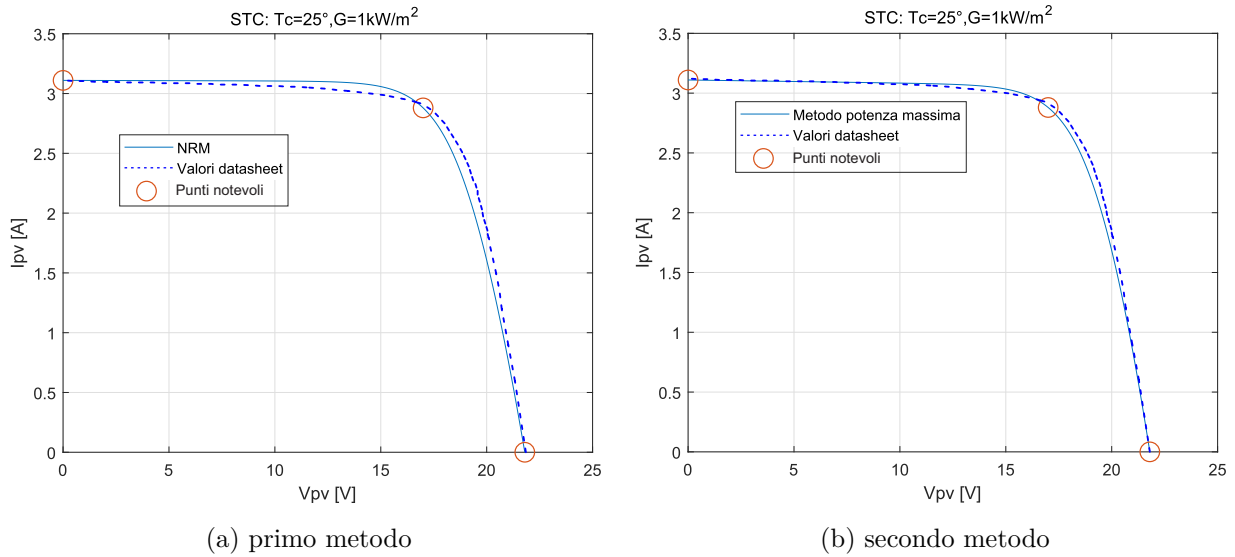 STC: Tc=25°,G=1kW/m²
3.5
3
2.5
2
1.5
1
0.5
0
Ipv [A]
NRM
Valori datasheet
Punti notevoli
0 5 10 15 20 25
Vpv [V]
(a) primo metodo
STC: Tc=25°,G=1kW/m²
3.5
3
2.5
2
1.5
1
0.5
0
Ipv [A]
Metodo potenza massima
Valori datasheet
Punti notevoli
0 5 10 15 20 25
Vpv [V]
(b) secondo metodo